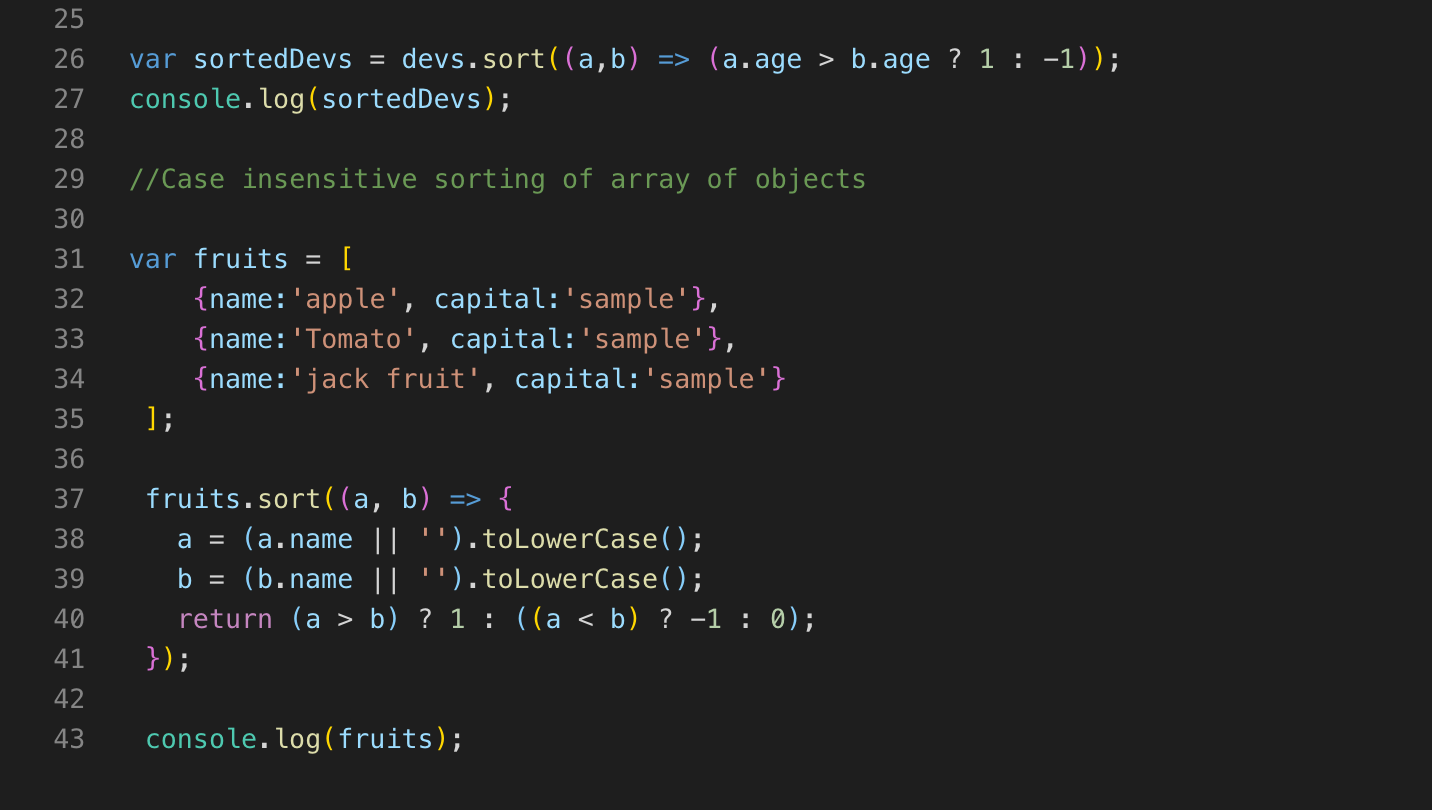 25
26 var sortedDevs = devs.sort((a,b) => (a.age > b.age ? 1 : -1));
27 console.log(sortedDevs);
28
29 //Case insensitive sorting of array of objects
30
31 var fruits = [
32     {name:'apple', capital:'sample'},
33     {name:'Tomato', capital:'sample'},
34     {name:'jack fruit', capital:'sample'}
35  ];
36
37  fruits.sort((a, b) => {
38    a = (a.name || '').toLowerCase();
39    b = (b.name || '').toLowerCase();
40    return (a > b) ? 1 : ((a < b) ? -1 : 0);
41  });
42
43  console.log(fruits);